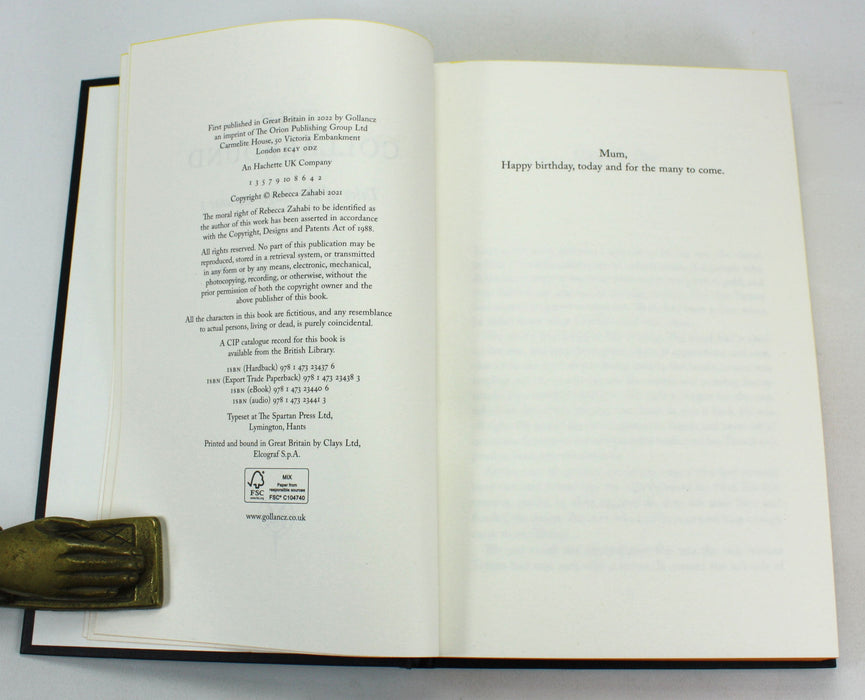 First published in Great Britain in 2022 by Gollancz
an imprint of The Orion Publishing Group Ltd
Carmelite House, 50 Victoria Embankment
London EC4Y 0DZ
An Hachette UK Company
1 3 5 7 9 10 8 6 4 2
Copyright © Rebecca Zahabi 2021
The moral right of Rebecca Zahabi to be identified as
the author of this work has been asserted in accordance
with the Copyright, Designs and Patents Act of 1988.
All rights reserved. No part of this publication may be
reproduced, stored in a retrieval system, or transmitted
in any form or by any means, electronic, mechanical,
photocopying, recording, or otherwise, without the
prior permission of both the copyright owner and the
above publisher of this book.
All the characters in this book are fictitious, and any resemblance
to actual persons, living or dead, is purely coincidental.
A CIP catalogue record for this book is
available from the British Library.
ISBN (Hardback) 978 1 473 23437 6
ISBN (Export Trade Paperback) 978 1 473 23438 3
ISBN (eBook) 978 1 473 23440 6
ISBN (audio) 978 1 473 23441 3
Typeset at The Spartan Press Ltd,
Lymington, Hants
Printed and bound in Great Britain by Clays Ltd,
Elcograf S.p.A.
FSC
www.fsc.org
MIX
Paper from
responsible sources
FSC® C104740
www.gollancz.co.uk
Mum,
Happy birthday, today and for the many to come.